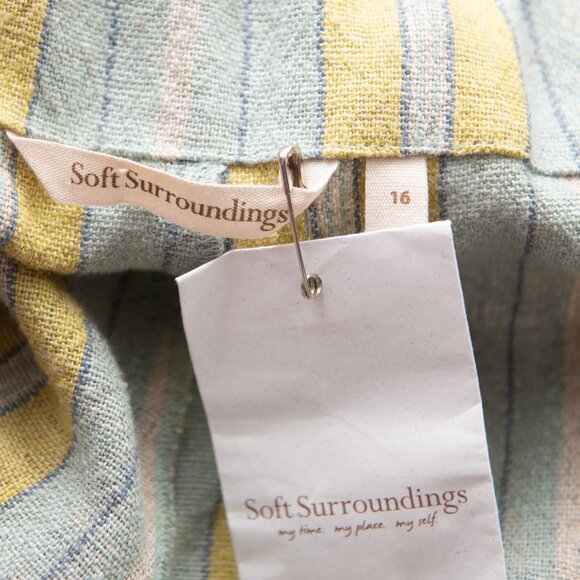 Soft Surroundings
16
Soft Surroundings
my time. my place. my self.